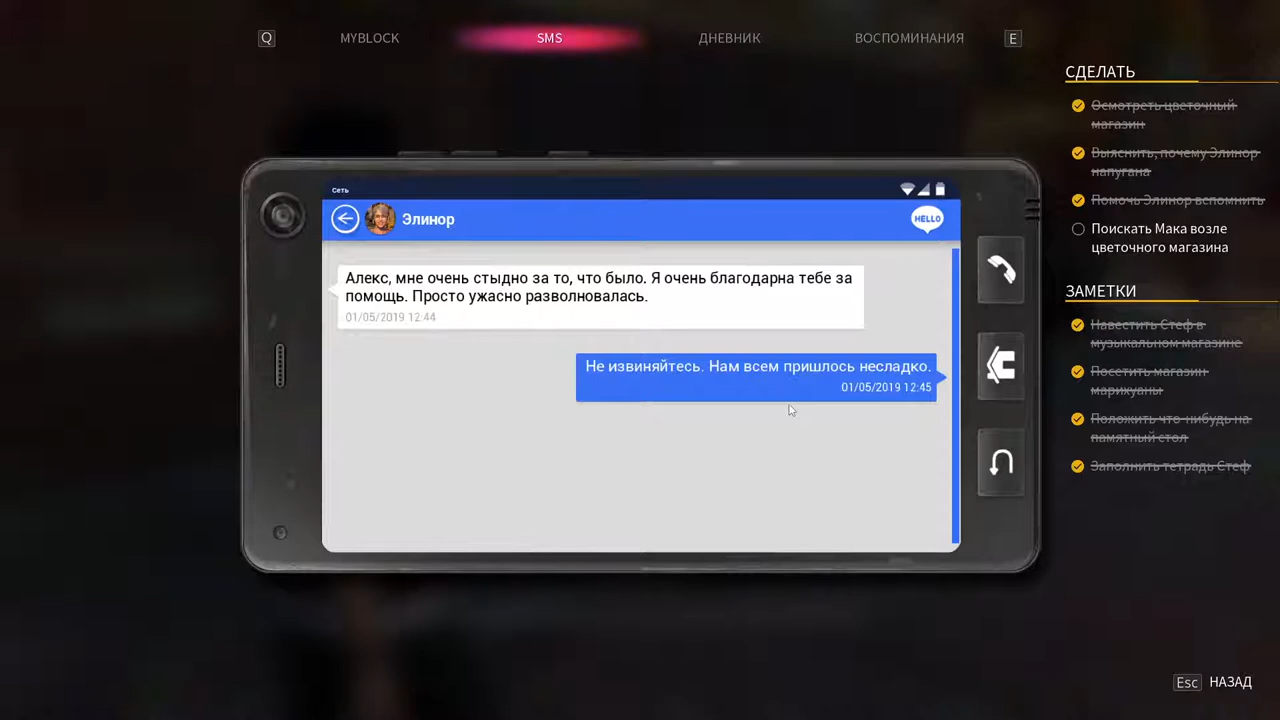 Q
MYBLOCK
SMS
ДНЕВНИК
ВОСПОМИНАНИЯ
E
СДЕЛАТЬ
Осмотреть цветочный
магазин
Выяснить, почему Элинор
напугана
Помочь Элинор вспомнить
Поискать Мака возле
цветочного магазина
ЗАМЕТКИ
Навестить Стеф в
музыкальном магазине
Посетить магазин
марихуаны
Положить что-нибудь на
памятный стол
Заполнить тетрадь Стеф
Сеть
Элинор
HELLO
Алекс, мне очень стыдно за то, что было. Я очень благодарна тебе за
помощь. Просто ужасно разволновалась.
01/05/2019 12:44
Не извиняйтесь. Нам всем пришлось несладко.
01/05/2019 12:45
Esc НАЗАД